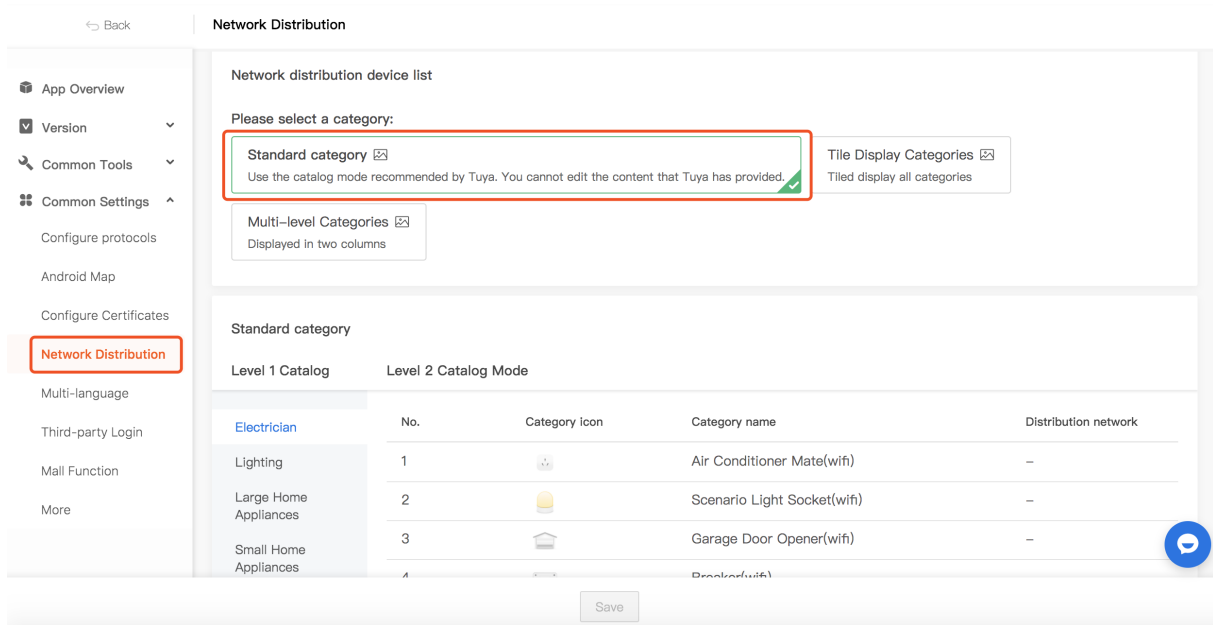 Back
Network Distribution
App Overview
Version
Common Tools
Common Settings
Configure protocols
Android Map
Configure Certificates
Network Distribution
Multi-language
Third-party Login
Mall Function
More
Network distribution device list
Please select a category:
Standard category
Use the catalog mode recommended by Tuya. You cannot edit the content that Tuya has provided.
Tile Display Categories
Tiled display all categories
Multi-level Categories
Displayed in two columns
Standard category
Level 1 Catalog Level 2 Catalog Mode
Electrician
Lighting
Large Home
Appliances
Small Home
Appliances
No. Category icon Category name Distribution network
1 Air Conditioner Mate(wifi) –
2 Scenario Light Socket(wifi) –
3 Garage Door Opener(wifi) –
4 Breaker(wifi)
Save